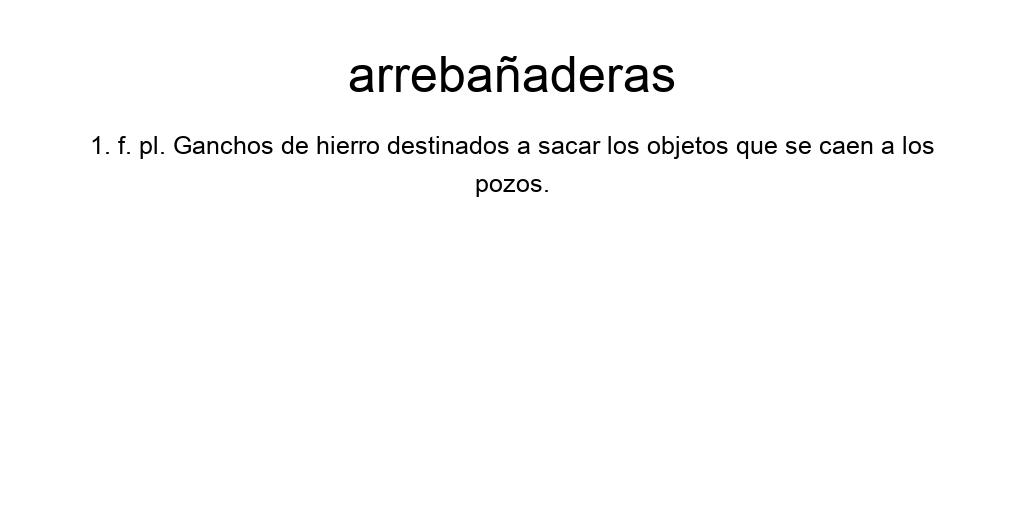 arrebañaderas
1. f. pl. Ganchos de hierro destinados a sacar los objetos que se caen a los
pozos.